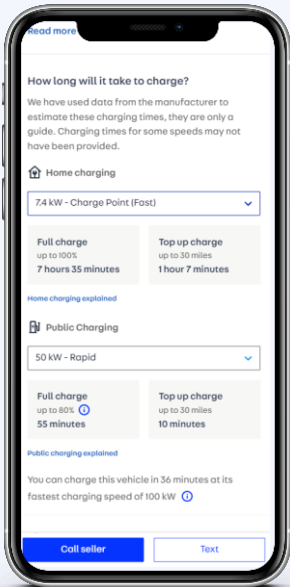 Read more
How long will it take to charge?
We have used data from the manufacturer to
estimate these charging times, they are only a
guide. Charging times for some speeds may not
have been provided.
Home charging
7.4 kW - Charge Point (Fast)
Full charge
up to 100%
7 hours 35 minutes
Top up charge
up to 30 miles
1 hour 7 minutes
Home charging explained
Public Charging
50 kW - Rapid
Full charge
up to 80%
55 minutes
Top up charge
up to 30 miles
10 minutes
Public charging explained
You can charge this vehicle in 36 minutes at its
fastest charging speed of 100 kW
Call seller
Text